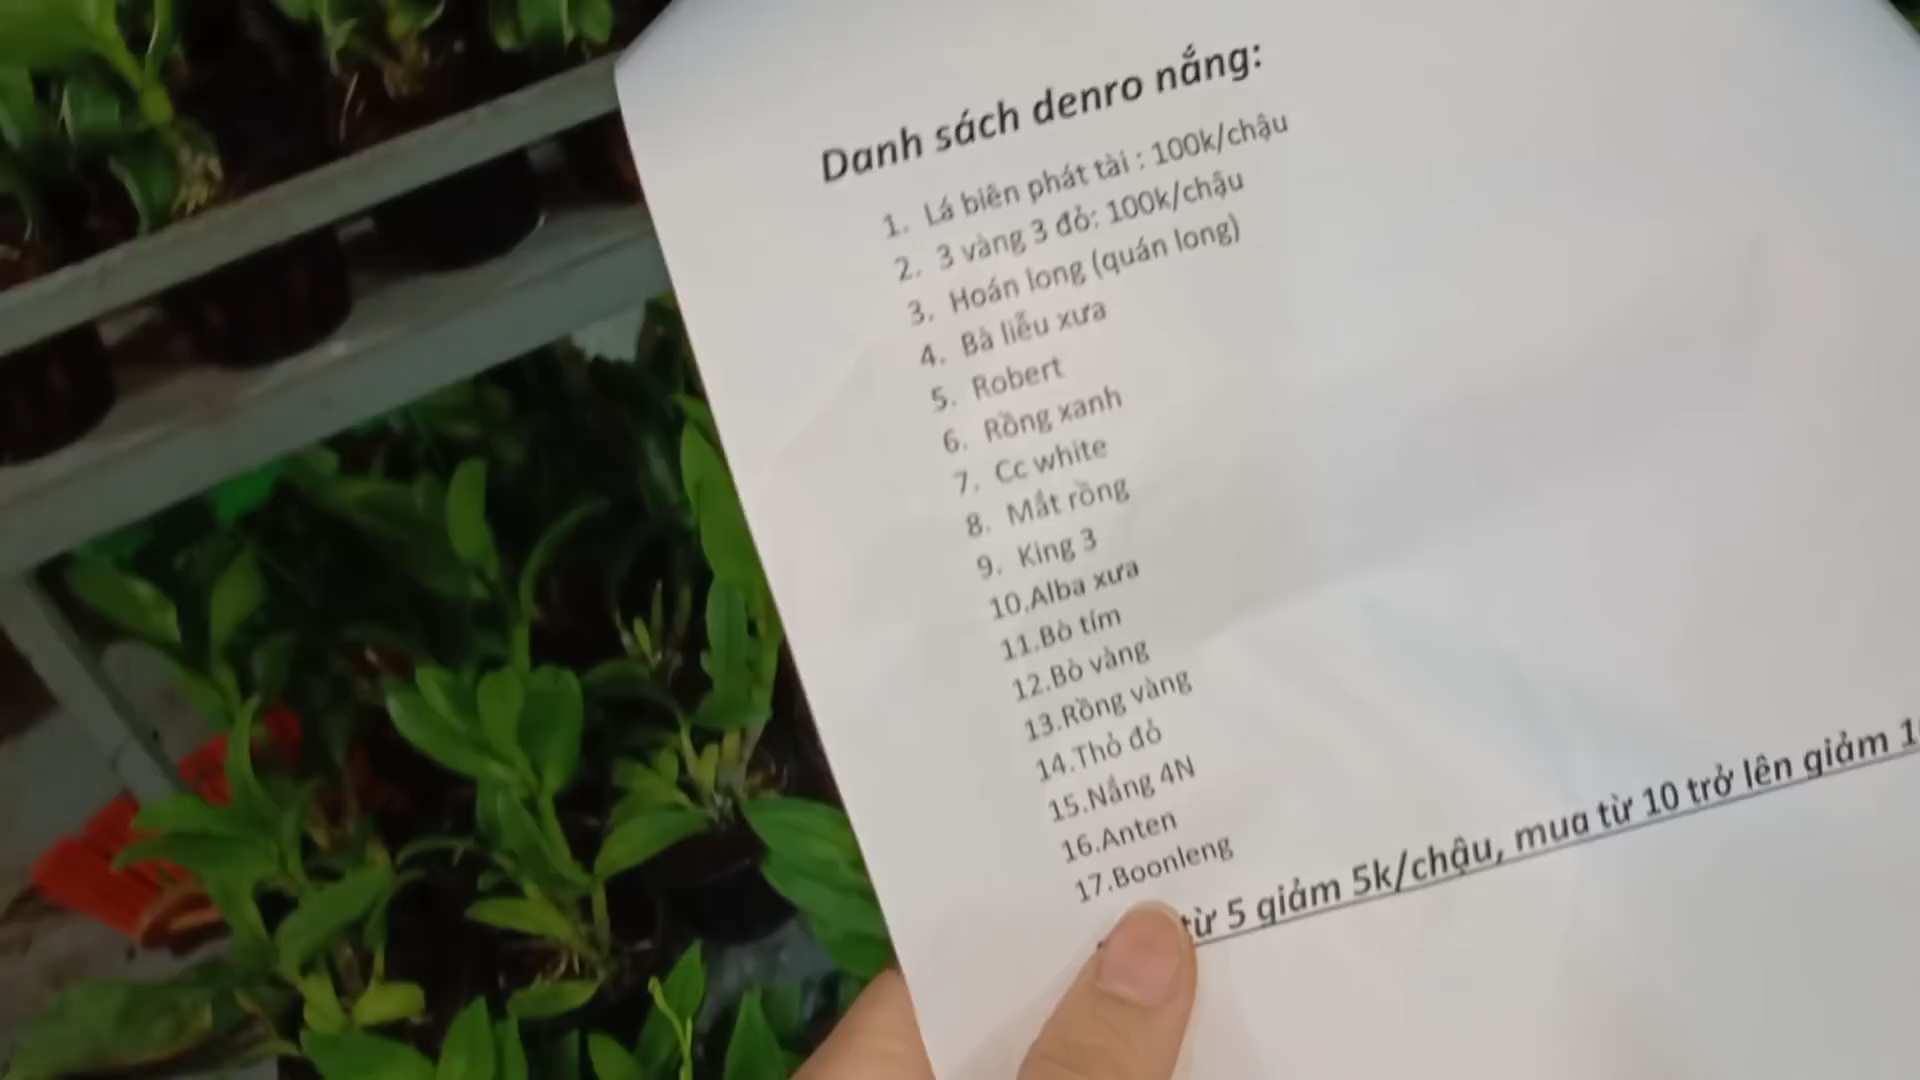 Danh sách denro nắng:
1. Lá biên phát tài : 100k/chậu
2. 3 vàng 3 đỏ: 100k/chậu
3. Hoán long (quán long)
4. Bà liễu xưa
5. Robert
6. Rồng xanh
7. Cc white
8. Mắt rồng
9. King 3
10.Alba xưa
11.Bò tím
12.Bò vàng
13.Rồng vàng
14.Thỏ đỏ
15.Nắng 4N
16.Anten
17.Boonleng
từ 5 giảm 5k/chậu, mua từ 10 trở lên giảm